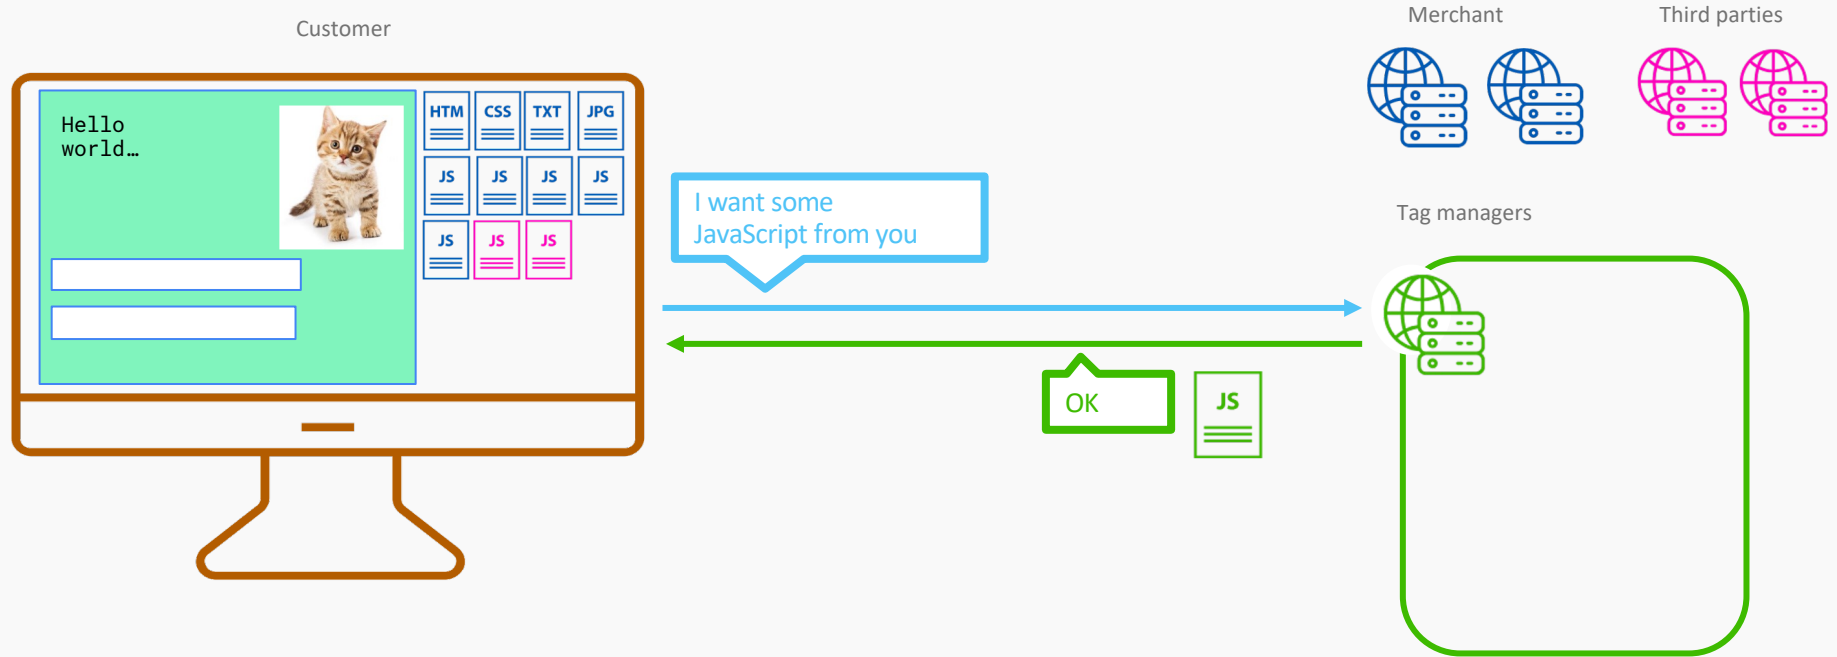 Customer
Merchant
Third parties
Hello
world…
HTM
CSS
TXT
JPG
JS
JS
JS
JS
JS
JS
JS
I want some
JavaScript from you
Tag managers
OK
JS